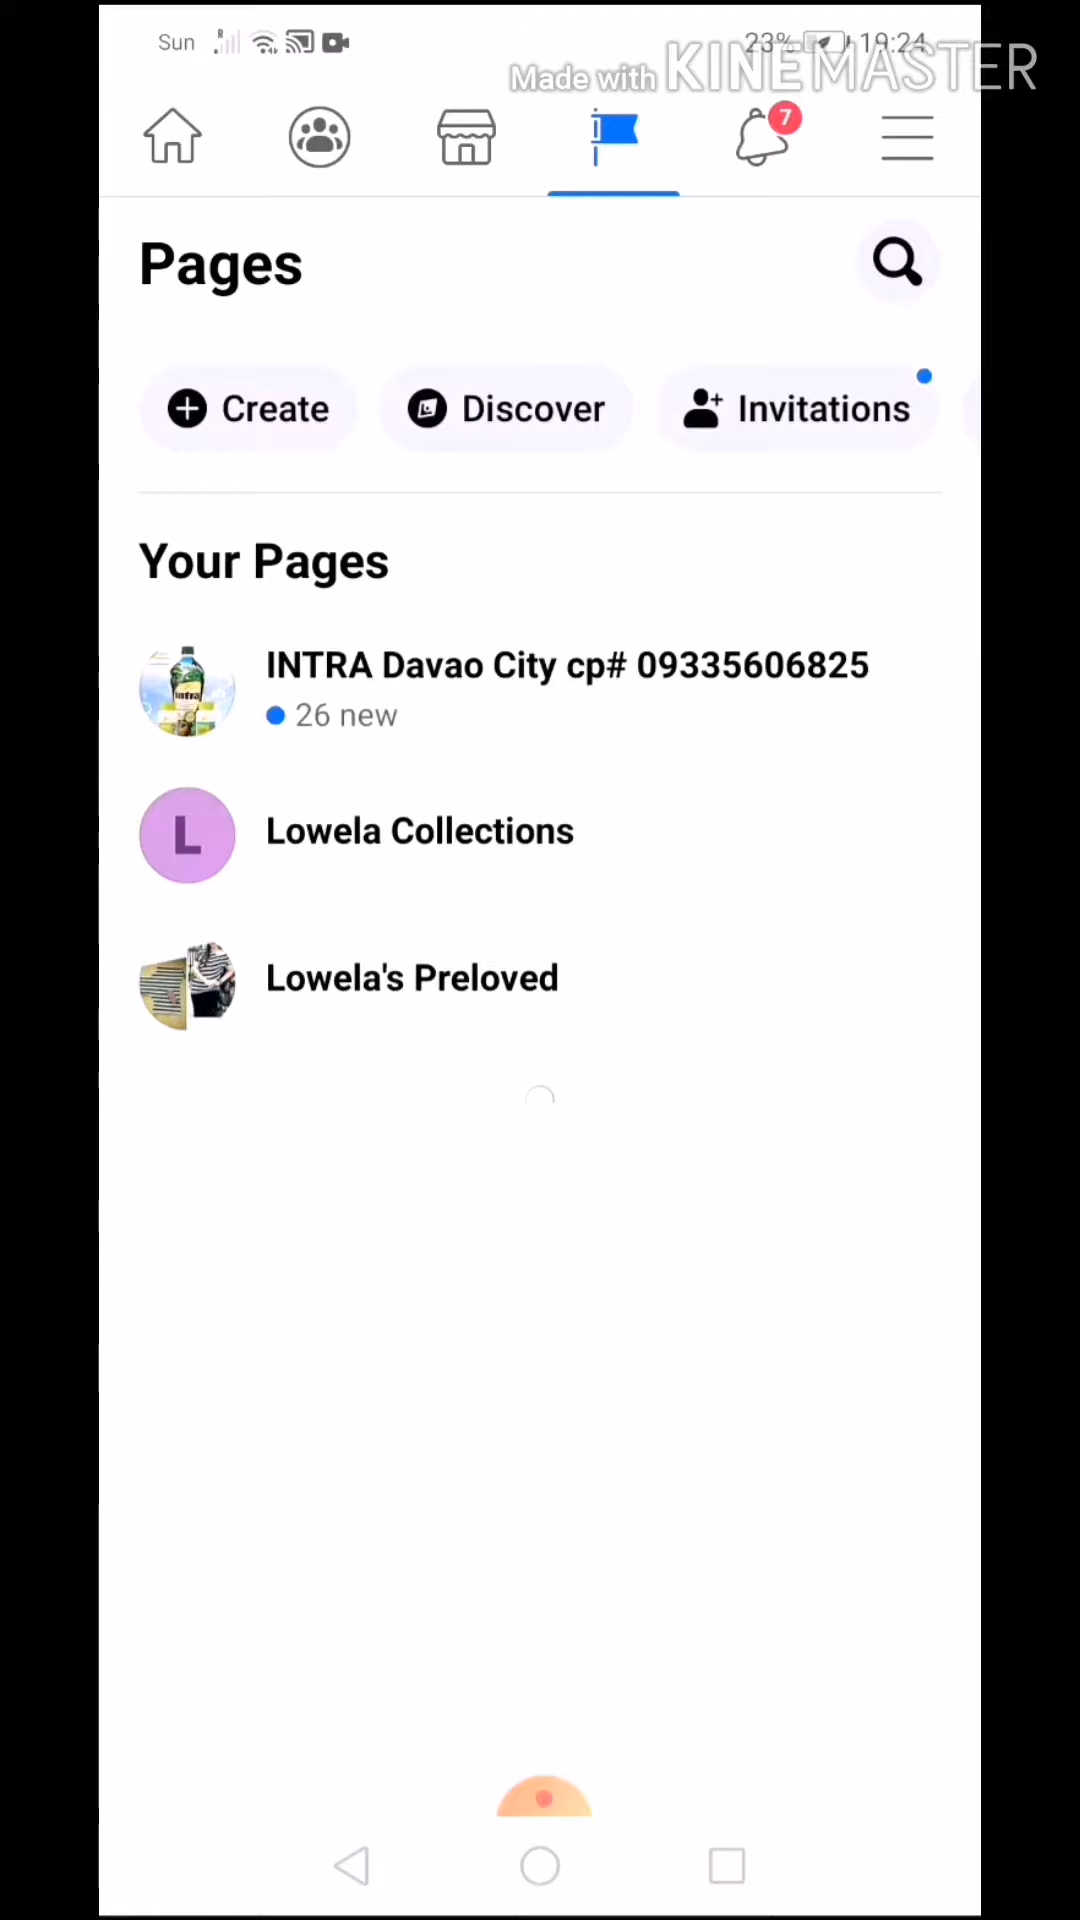 Sun 23% 19:24
Made with KINEMASTER
7
Pages
Create Discover Invitations
Your Pages
INTRA Davao City cp# 09335606825
26 new
L Lowela Collections
Lowela's Preloved